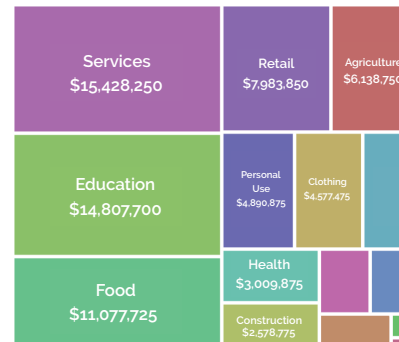 Services
$15,428,250
Retail
$7,983,850
Agriculture
$6,138,750
Education
$14,807,700
Personal
Use
$4,890,875
Clothing
$4,577,475
Food
$11,077,725
Health
$3,009,875
Construction
$2,578,775